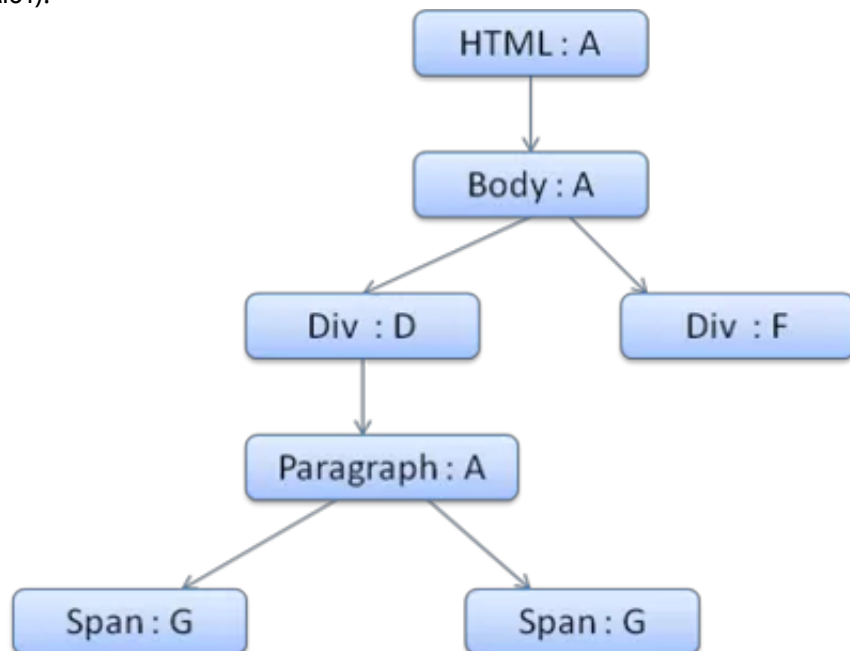 HTML : A
Body : A
Div : D
Div : F
Paragraph : A
Span : G
Span : G